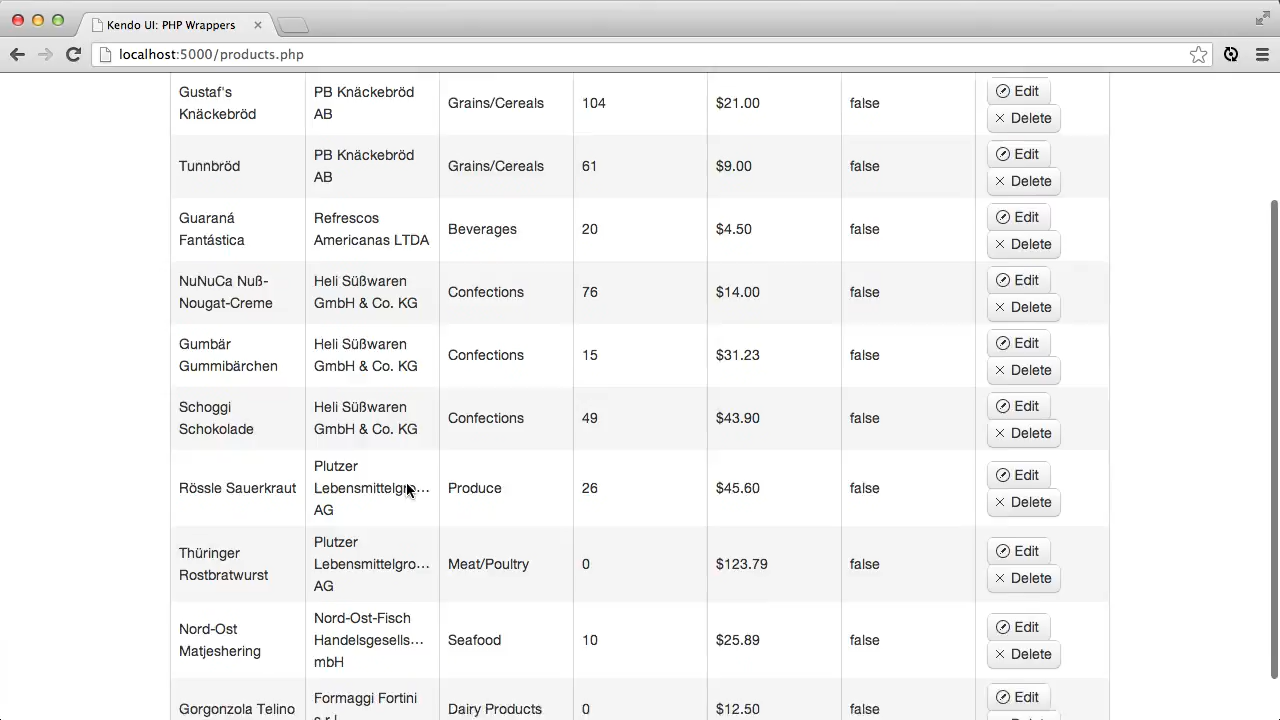 Kendo UI: PHP Wrappers
localhost:5000/products.php
Gustaf's
Knäckebröd
PB Knäckebröd
AB
Grains/Cereals
104
$21.00
false
Edit
Delete
Tunnbröd
PB Knäckebröd
AB
Grains/Cereals
61
$9.00
false
Edit
Delete
Guaraná
Fantástica
Refrescos
Americanas LTDA
Beverages
20
$4.50
false
Edit
Delete
NuNuCa Nuß-
Nougat-Creme
Heli Süßwaren
GmbH & Co. KG
Confections
76
$14.00
false
Edit
Delete
Gumbär
Gummibärchen
Heli Süßwaren
GmbH & Co. KG
Confections
15
$31.23
false
Edit
Delete
Schoggi
Schokolade
Heli Süßwaren
GmbH & Co. KG
Confections
49
$43.90
false
Edit
Delete
Rössle Sauerkraut
Plutzer
Lebensmittelgro…
AG
Produce
26
$45.60
false
Edit
Delete
Thüringer
Rostbratwurst
Plutzer
Lebensmittelgro…
AG
Meat/Poultry
0
$123.79
false
Edit
Delete
Nord-Ost
Matjeshering
Nord-Ost-Fisch
Handelsgesells…
mbH
Seafood
10
$25.89
false
Edit
Delete
Gorgonzola Telino
Formaggi Fortini
Dairy Products
0
$12.50
false
Edit